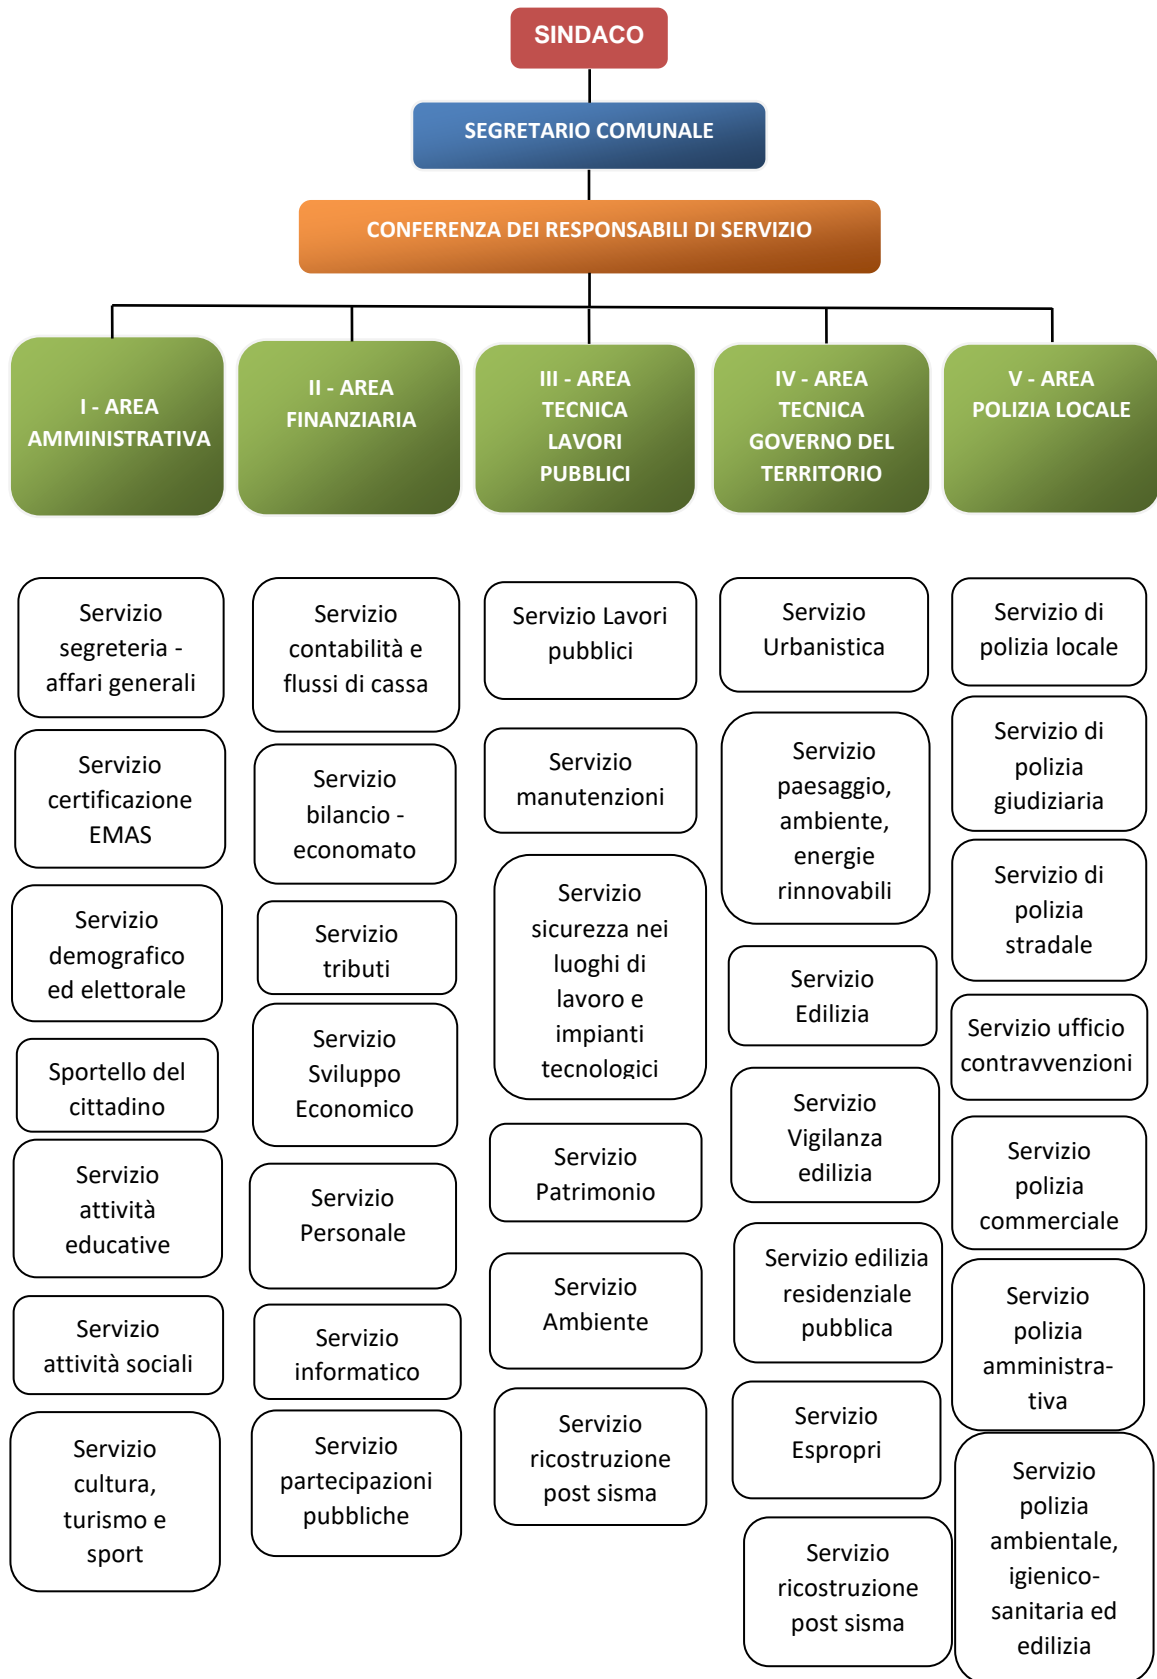 SINDACO
SEGRETARIO COMUNALE
CONFERENZA DEI RESPONSABILI DI SERVIZIO
I - AREA
AMMINISTRATIVA
II - AREA
FINANZIARIA
III - AREA
TECNICA
LAVORI
PUBBLICI
IV - AREA
TECNICA
GOVERNO DEL
TERRITORIO
V - AREA
POLIZIA LOCALE
Servizio
segreteria -
affari generali
Servizio
certificazione
EMAS
Servizio
demografico
ed elettorale
Sportello del
cittadino
Servizio
attività
educative
Servizio
attività sociali
Servizio
cultura,
turismo e
sport
Servizio
contabilità e
flussi di cassa
Servizio
bilancio -
economato
Servizio
tributi
Servizio
Sviluppo
Economico
Servizio
Personale
Servizio
informatico
Servizio
partecipazioni
pubbliche
Servizio Lavori
pubblici
Servizio
manutenzioni
Servizio
sicurezza nei
luoghi di
lavoro e
impianti
tecnologici
Servizio
Patrimonio
Servizio
Ambiente
Servizio
ricostruzione
post sisma
Servizio
Urbanistica
Servizio
paesaggio,
ambiente,
energie
rinnovabili
Servizio
Edilizia
Servizio
Vigilanza
edilizia
Servizio edilizia
residenziale
pubblica
Servizio
Espropri
Servizio
ricostruzione
post sisma
Servizio di
polizia locale
Servizio di
polizia
giudiziaria
Servizio di
polizia
stradale
Servizio ufficio
contravvenzioni
Servizio
polizia
commerciale
Servizio
polizia
amministra-
tiva
Servizio
polizia
ambientale,
igienico-
sanitaria ed
edilizia